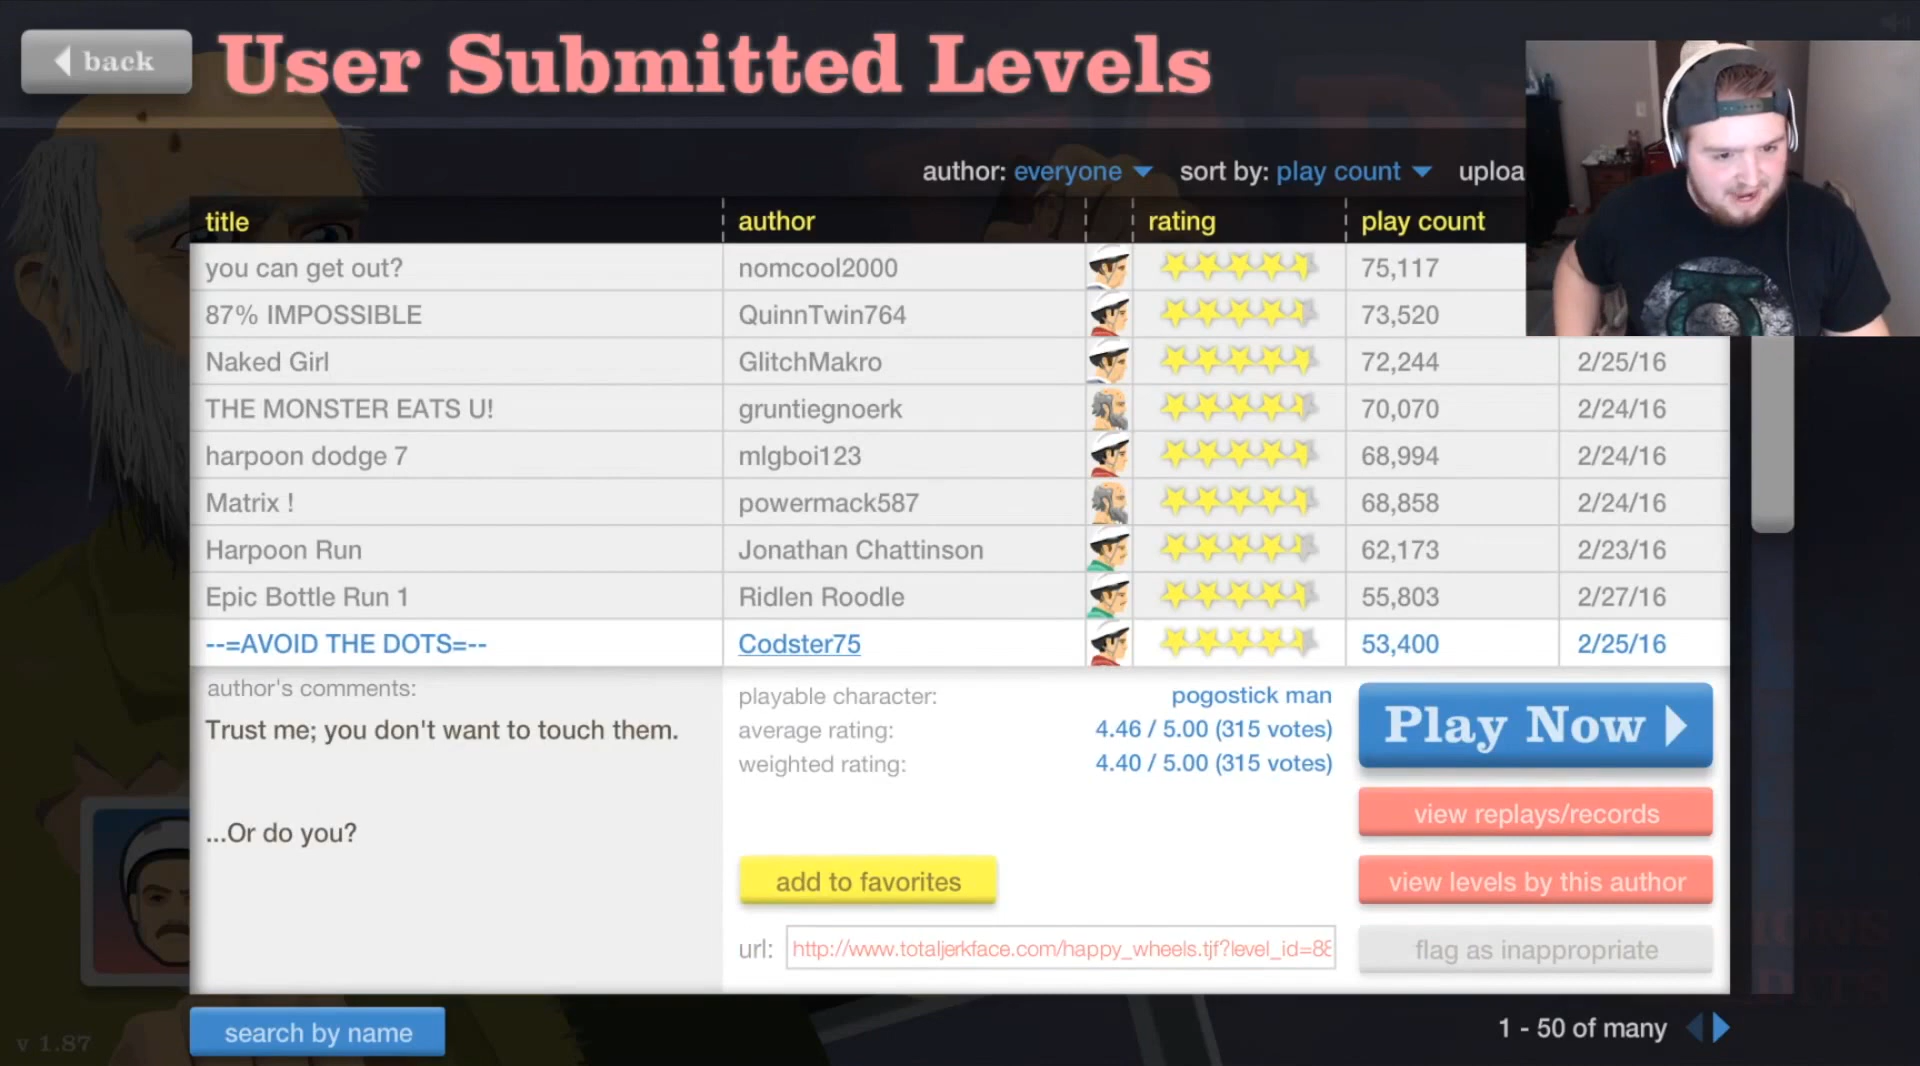 back
User Submitted Levels
author: everyone sort by: play count uploa
title author rating play count
you can get out? nomcool2000 75,117
87% IMPOSSIBLE QuinnTwin764 73,520
Naked Girl GlitchMakro 72,244 2/25/16
THE MONSTER EATS U! gruntiegnoerk 70,070 2/24/16
harpoon dodge 7 mlgboi123 68,994 2/24/16
Matrix ! powermack587 68,858 2/24/16
Harpoon Run Jonathan Chattinson 62,173 2/23/16
Epic Bottle Run 1 Ridlen Roodle 55,803 2/27/16
--=AVOID THE DOTS=-- Codster75 53,400 2/25/16
author's comments:
Trust me; you don't want to touch them.
...Or do you?
playable character: pogostick man
average rating: 4.46 / 5.00 (315 votes)
weighted rating: 4.40 / 5.00 (315 votes)
Play Now
view replays/records
add to favorites
view levels by this author
url: http://www.totaljerkface.com/happy_wheels.tjf?level_id=88
flag as inappropriate
v 1.87
search by name
1 - 50 of many